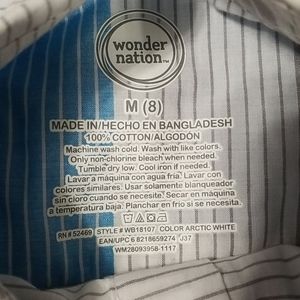 wonder
nation™
M (8)
MADE IN/HECHO EN BANGLADESH
100% COTTON/ALGODON
Machine wash cold. Wash with like colors.
Only non-chlorine bleach when needed.
Tumble dry low. Cool iron if needed.
Lavar a máquina con agua fría. Lavar con
colores similares. Usar solamente blanqueador
sin cloro cuando se necesite. Secar a máquina
a temperatura baja. Planchar en frío si se necesita.
RN # 52469 STYLE # WB18107 COLOR ARCTIC WHITE
EAN/UPC 6 8218659274 J37
WM28093958-1117